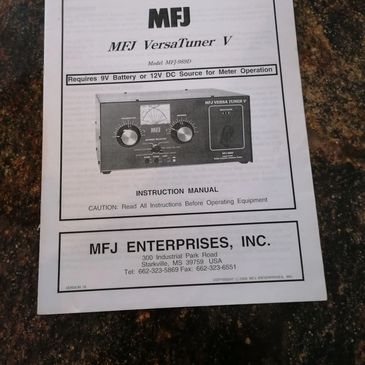 MFJ
MFJ VersaTuner V
Model MFJ-989D
Requires 9V Battery or 12V DC Source for Meter Operation
MFJ VERSA TUNER V
MFJ
INSTRUCTION MANUAL
CAUTION: Read All Instructions Before Operating Equipment
MFJ ENTERPRISES, INC.
300 Industrial Park Road
Starkville, MS 39759 USA
Tel: 662-323-5869 Fax: 662-323-6551